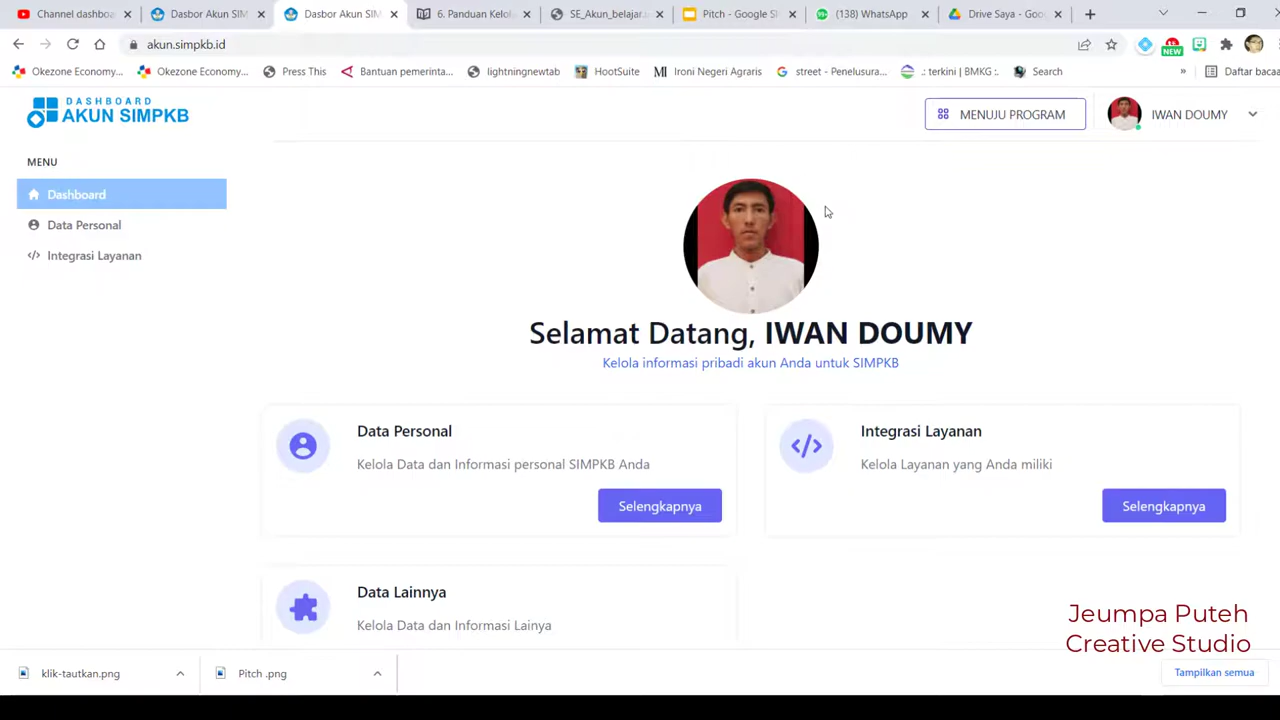 Channel dashboa
Dasbor Akun SIM
Dasbor Akun SIM
6. Panduan Kelol
SE_Akun_belajar.
Pitch - Google S
(138) WhatsApp
Drive Saya - Goo
akun.simpkb.id
Okezone Economy...
Okezone Economy...
Press This
Bantuan pemerinta...
lightningnewtab
HootSuite
Ironi Negeri Agraris
street - Penelusura...
.: terkini | BMKG :.
Search
»
Daftar bacaa
NEW
DASHBOARD
AKUN SIMPKB
MENUJU PROGRAM
IWAN DOUMY
MENU
Dashboard
Data Personal
Integrasi Layanan
Selamat Datang, IWAN DOUMY
Kelola informasi pribadi akun Anda untuk SIMPKB
Data Personal
Kelola Data dan Informasi personal SIMPKB Anda
Selengkapnya
Integrasi Layanan
Kelola Layanan yang Anda miliki
Selengkapnya
Data Lainnya
Kelola Data dan Informasi Lainya
Jeumpa Puteh
Creative Studio
klik-tautkan.png
Pitch .png
Tampilkan semua